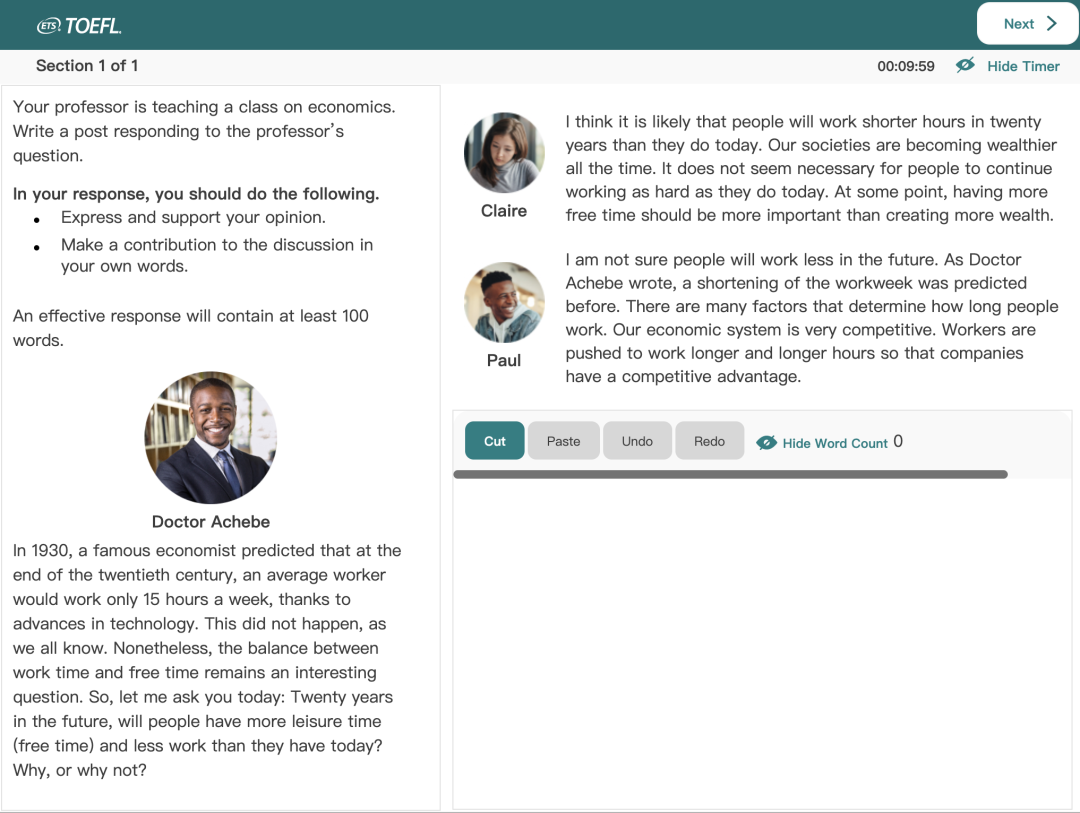 ETS TOEFL
Next
Section 1 of 1
00:09:59
Hide Timer
Your professor is teaching a class on economics.
Write a post responding to the professor's
question.
In your response, you should do the following.
• Express and support your opinion.
• Make a contribution to the discussion in
your own words.
An effective response will contain at least 100
words.
Doctor Achebe
In 1930, a famous economist predicted that at the
end of the twentieth century, an average worker
would work only 15 hours a week, thanks to
advances in technology. This did not happen, as
we all know. Nonetheless, the balance between
work time and free time remains an interesting
question. So, let me ask you today: Twenty years
in the future, will people have more leisure time
(free time) and less work than they have today?
Why, or why not?
Claire
I think it is likely that people will work shorter hours in twenty
years than they do today. Our societies are becoming wealthier
all the time. It does not seem necessary for people to continue
working as hard as they do today. At some point, having more
free time should be more important than creating more wealth.
Paul
I am not sure people will work less in the future. As Doctor
Achebe wrote, a shortening of the workweek was predicted
before. There are many factors that determine how long people
work. Our economic system is very competitive. Workers are
pushed to work longer and longer hours so that companies
have a competitive advantage.
Cut
Paste
Undo
Redo
Hide Word Count 0